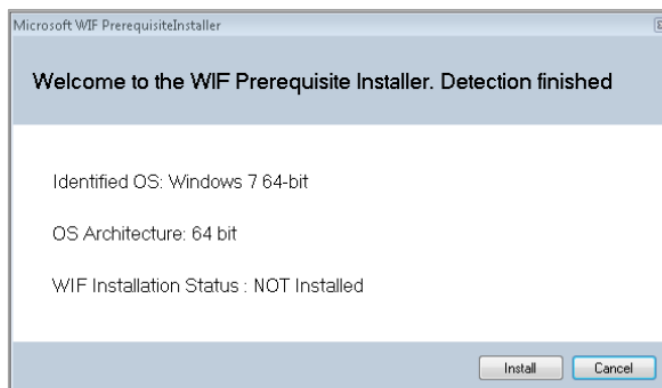 Microsoft WIF PrerequisiteInstaller
Welcome to the WIF Prerequisite Installer. Detection finished
Identified OS: Windows 7 64-bit
OS Architecture: 64 bit
WIF Installation Status : NOT Installed
Install Cancel